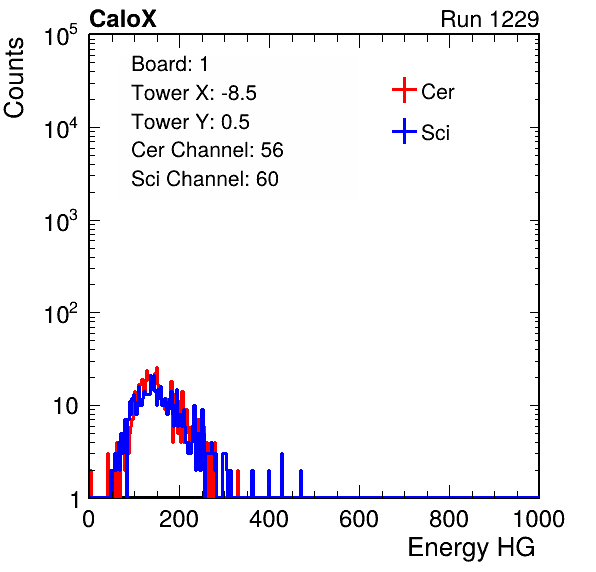 CaloX Run 1229
Board: 1
Tower X: -8.5
Tower Y: 0.5
Cer Channel: 56
Sci Channel: 60
Cer
Sci
Counts
10^5
10^4
10^3
10^2
10
1
0 200 400 600 800 1000
Energy HG